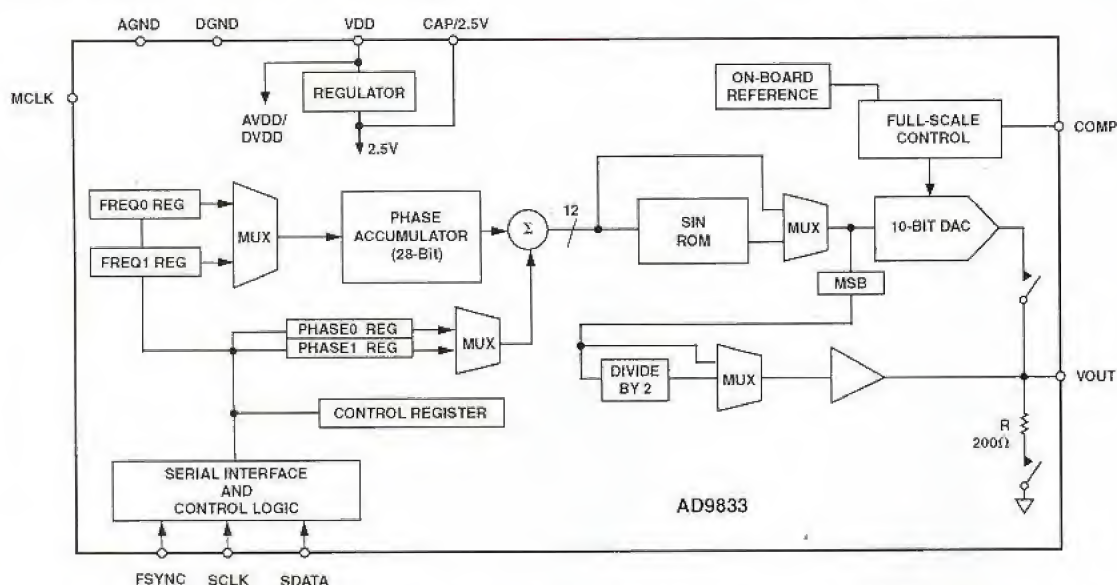 AGND
DGND
VDD
CAP/2.5V
MCLK
REGULATOR
AVDD/
DVDD
2.5V
ON-BOARD
REFERENCE
FULL-SCALE
CONTROL
COMP
FREQ0 REG
FREQ1 REG
MUX
PHASE
ACCUMULATOR
(28-Bit)
Σ
12
SIN
ROM
MUX
10-BIT DAC
MSB
PHASE0 REG
PHASE1 REG
MUX
DIVIDE
BY 2
MUX
VOUT
CONTROL REGISTER
R
200Ω
SERIAL INTERFACE
AND
CONTROL LOGIC
AD9833
FSYNC
SCLK
SDATA